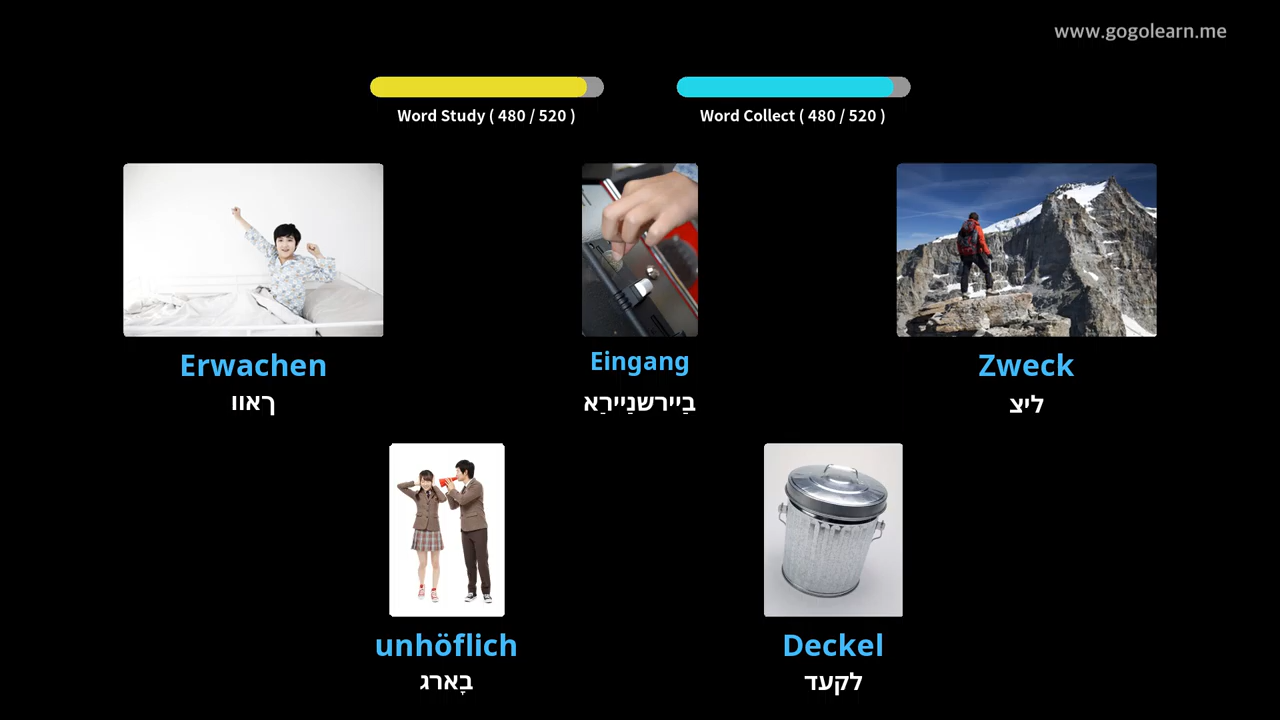 www.gogolearn.me
Word Study ( 480 / 520 )
Word Collect ( 480 / 520 )
Erwachen
ךאוו
Eingang
בַיירשנַיירַא
Zweck
ליצ
unhöflich
בָארג
Deckel
לקעד